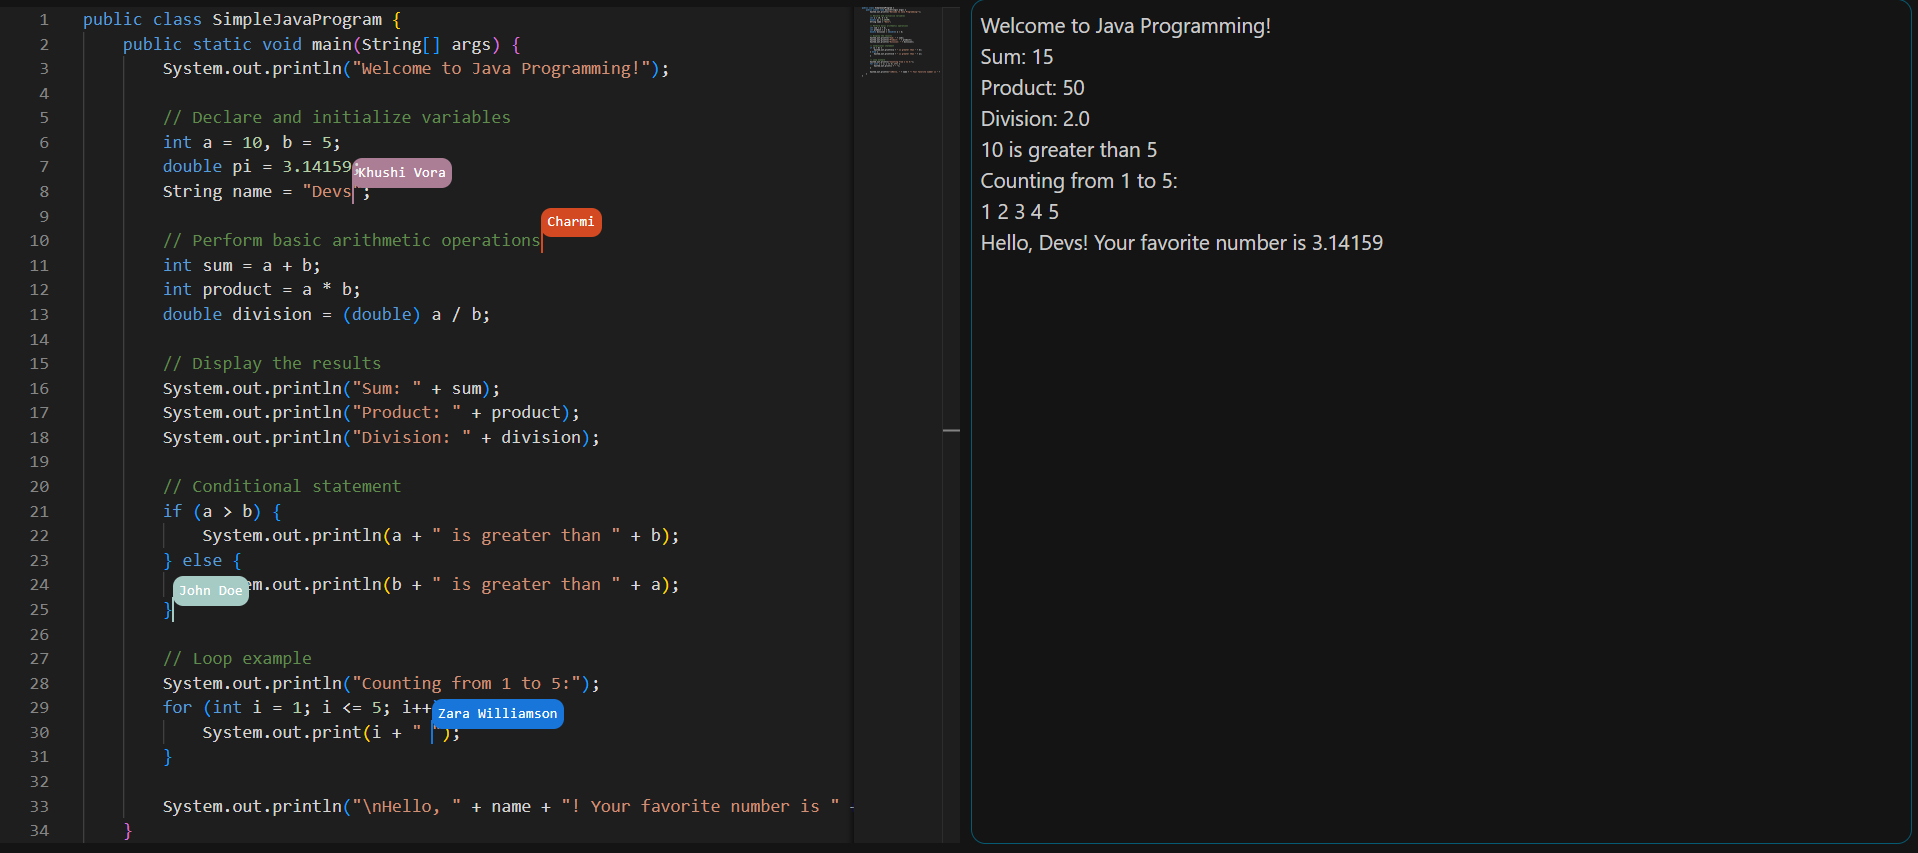 1 public class SimpleJavaProgram {
2 public static void main(String[] args) {
3 System.out.println("Welcome to Java Programming!");
4
5 // Declare and initialize variables
6 int a = 10, b = 5;
7 double pi = 3.14159;
Khushi Vora
8 String name = "Devs";
9
Charmi
10 // Perform basic arithmetic operations
11 int sum = a + b;
12 int product = a * b;
13 double division = (double) a / b;
14
15 // Display the results
16 System.out.println("Sum: " + sum);
17 System.out.println("Product: " + product);
18 System.out.println("Division: " + division);
19
20 // Conditional statement
21 if (a > b) {
22 System.out.println(a + " is greater than " + b);
23 } else {
24 em.out.println(b + " is greater than " + a);
John Doe
25 }
26
27 // Loop example
28 System.out.println("Counting from 1 to 5:");
29 for (int i = 1; i <= 5; i++
Zara Williamson
30 System.out.print(i + " ");
31 }
32
33 System.out.println("\nHello, " + name + "! Your favorite number is "
34 }
Welcome to Java Programming!
Sum: 15
Product: 50
Division: 2.0
10 is greater than 5
Counting from 1 to 5:
1 2 3 4 5
Hello, Devs! Your favorite number is 3.14159